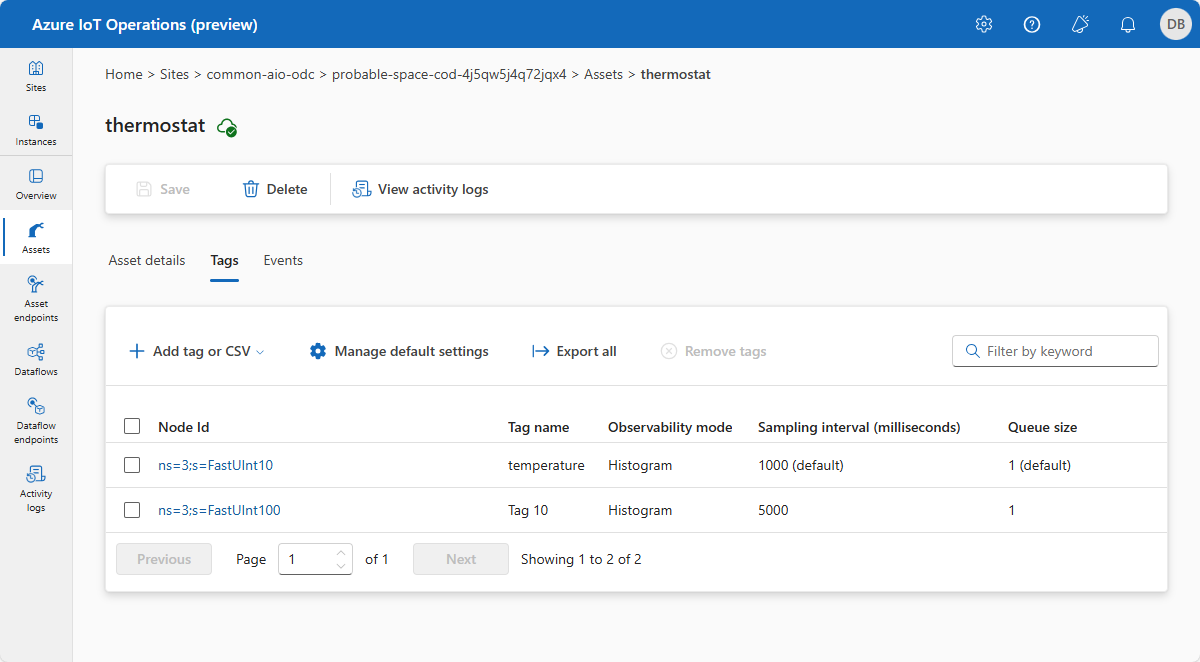 Azure IoT Operations (preview)
DB
Sites
Instances
Overview
Assets
Asset
endpoints
Dataflows
Dataflow
endpoints
Activity
logs
Home > Sites > common-aio-odc > probable-space-cod-4j5qw5j4q72jqx4 > Assets > thermostat
thermostat
Save Delete View activity logs
Asset details Tags Events
Add tag or CSV Manage default settings Export all Remove tags Filter by keyword
Node Id Tag name Observability mode Sampling interval (milliseconds) Queue size
ns=3;s=FastUInt10 temperature Histogram 1000 (default) 1 (default)
ns=3;s=FastUInt100 Tag 10 Histogram 5000 1
Previous Page 1 of 1 Next Showing 1 to 2 of 2